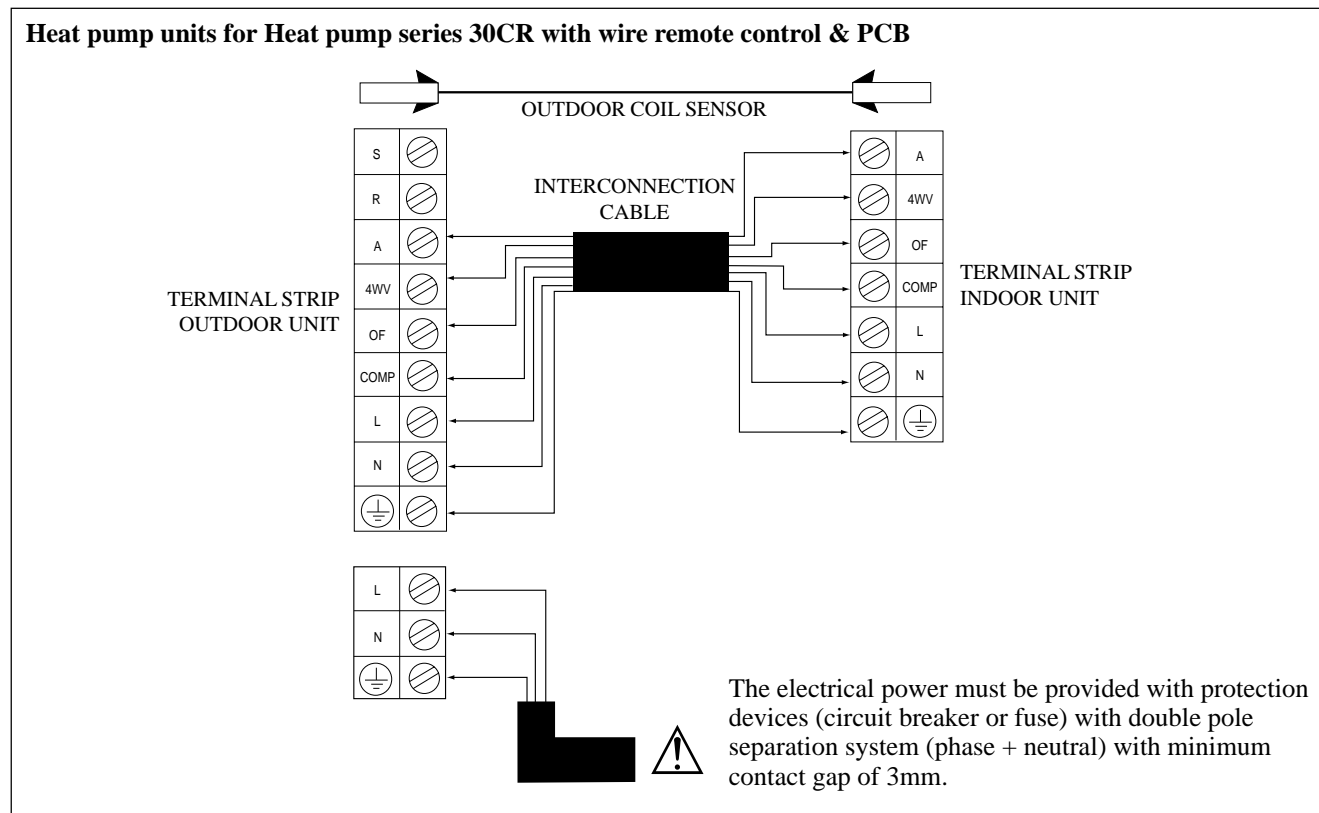 Heat pump units for Heat pump series 30CR with wire remote control & PCB
OUTDOOR COIL SENSOR
S
R
A
4WV
OF
COMP
L
N
TERMINAL STRIP
OUTDOOR UNIT
INTERCONNECTION
CABLE
A
4WV
OF
COMP
L
N
TERMINAL STRIP
INDOOR UNIT
L
N
The electrical power must be provided with protection
devices (circuit breaker or fuse) with double pole
separation system (phase + neutral) with minimum
contact gap of 3mm.